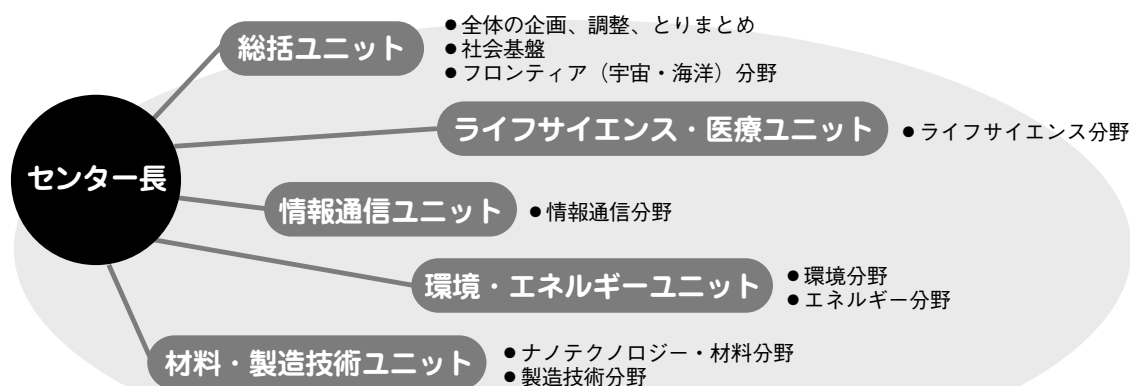 総括ユニット
●全体の企画、調整、とりまとめ
●社会基盤
●フロンティア（宇宙・海洋）分野
ライフサイエンス・医療ユニット
●ライフサイエンス分野
センター長
情報通信ユニット
●情報通信分野
環境・エネルギーユニット
●環境分野
●エネルギー分野
材料・製造技術ユニット
●ナノテクノロジー・材料分野
●製造技術分野